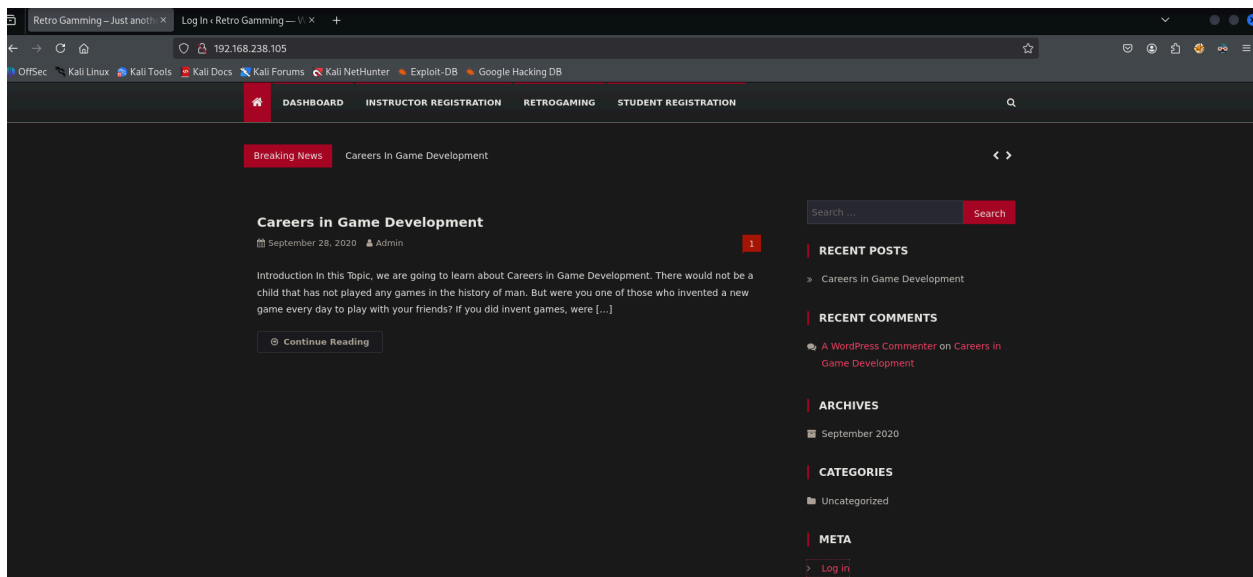 Retro Gamming – Just anoth
Log In ‹ Retro Gamming — W
192.168.238.105
OffSec Kali Linux Kali Tools Kali Docs Kali Forums Kali NetHunter Exploit-DB Google Hacking DB
DASHBOARD INSTRUCTOR REGISTRATION RETROGAMING STUDENT REGISTRATION
Breaking News Careers In Game Development
Careers in Game Development
September 28, 2020 Admin 1
Introduction In this Topic, we are going to learn about Careers in Game Development. There would not be a
child that has not played any games in the history of man. But were you one of those who invented a new
game every day to play with your friends? If you did invent games, were […]
Continue Reading
Search … Search
RECENT POSTS
Careers in Game Development
RECENT COMMENTS
A WordPress Commenter on Careers in
Game Development
ARCHIVES
September 2020
CATEGORIES
Uncategorized
META
Log in